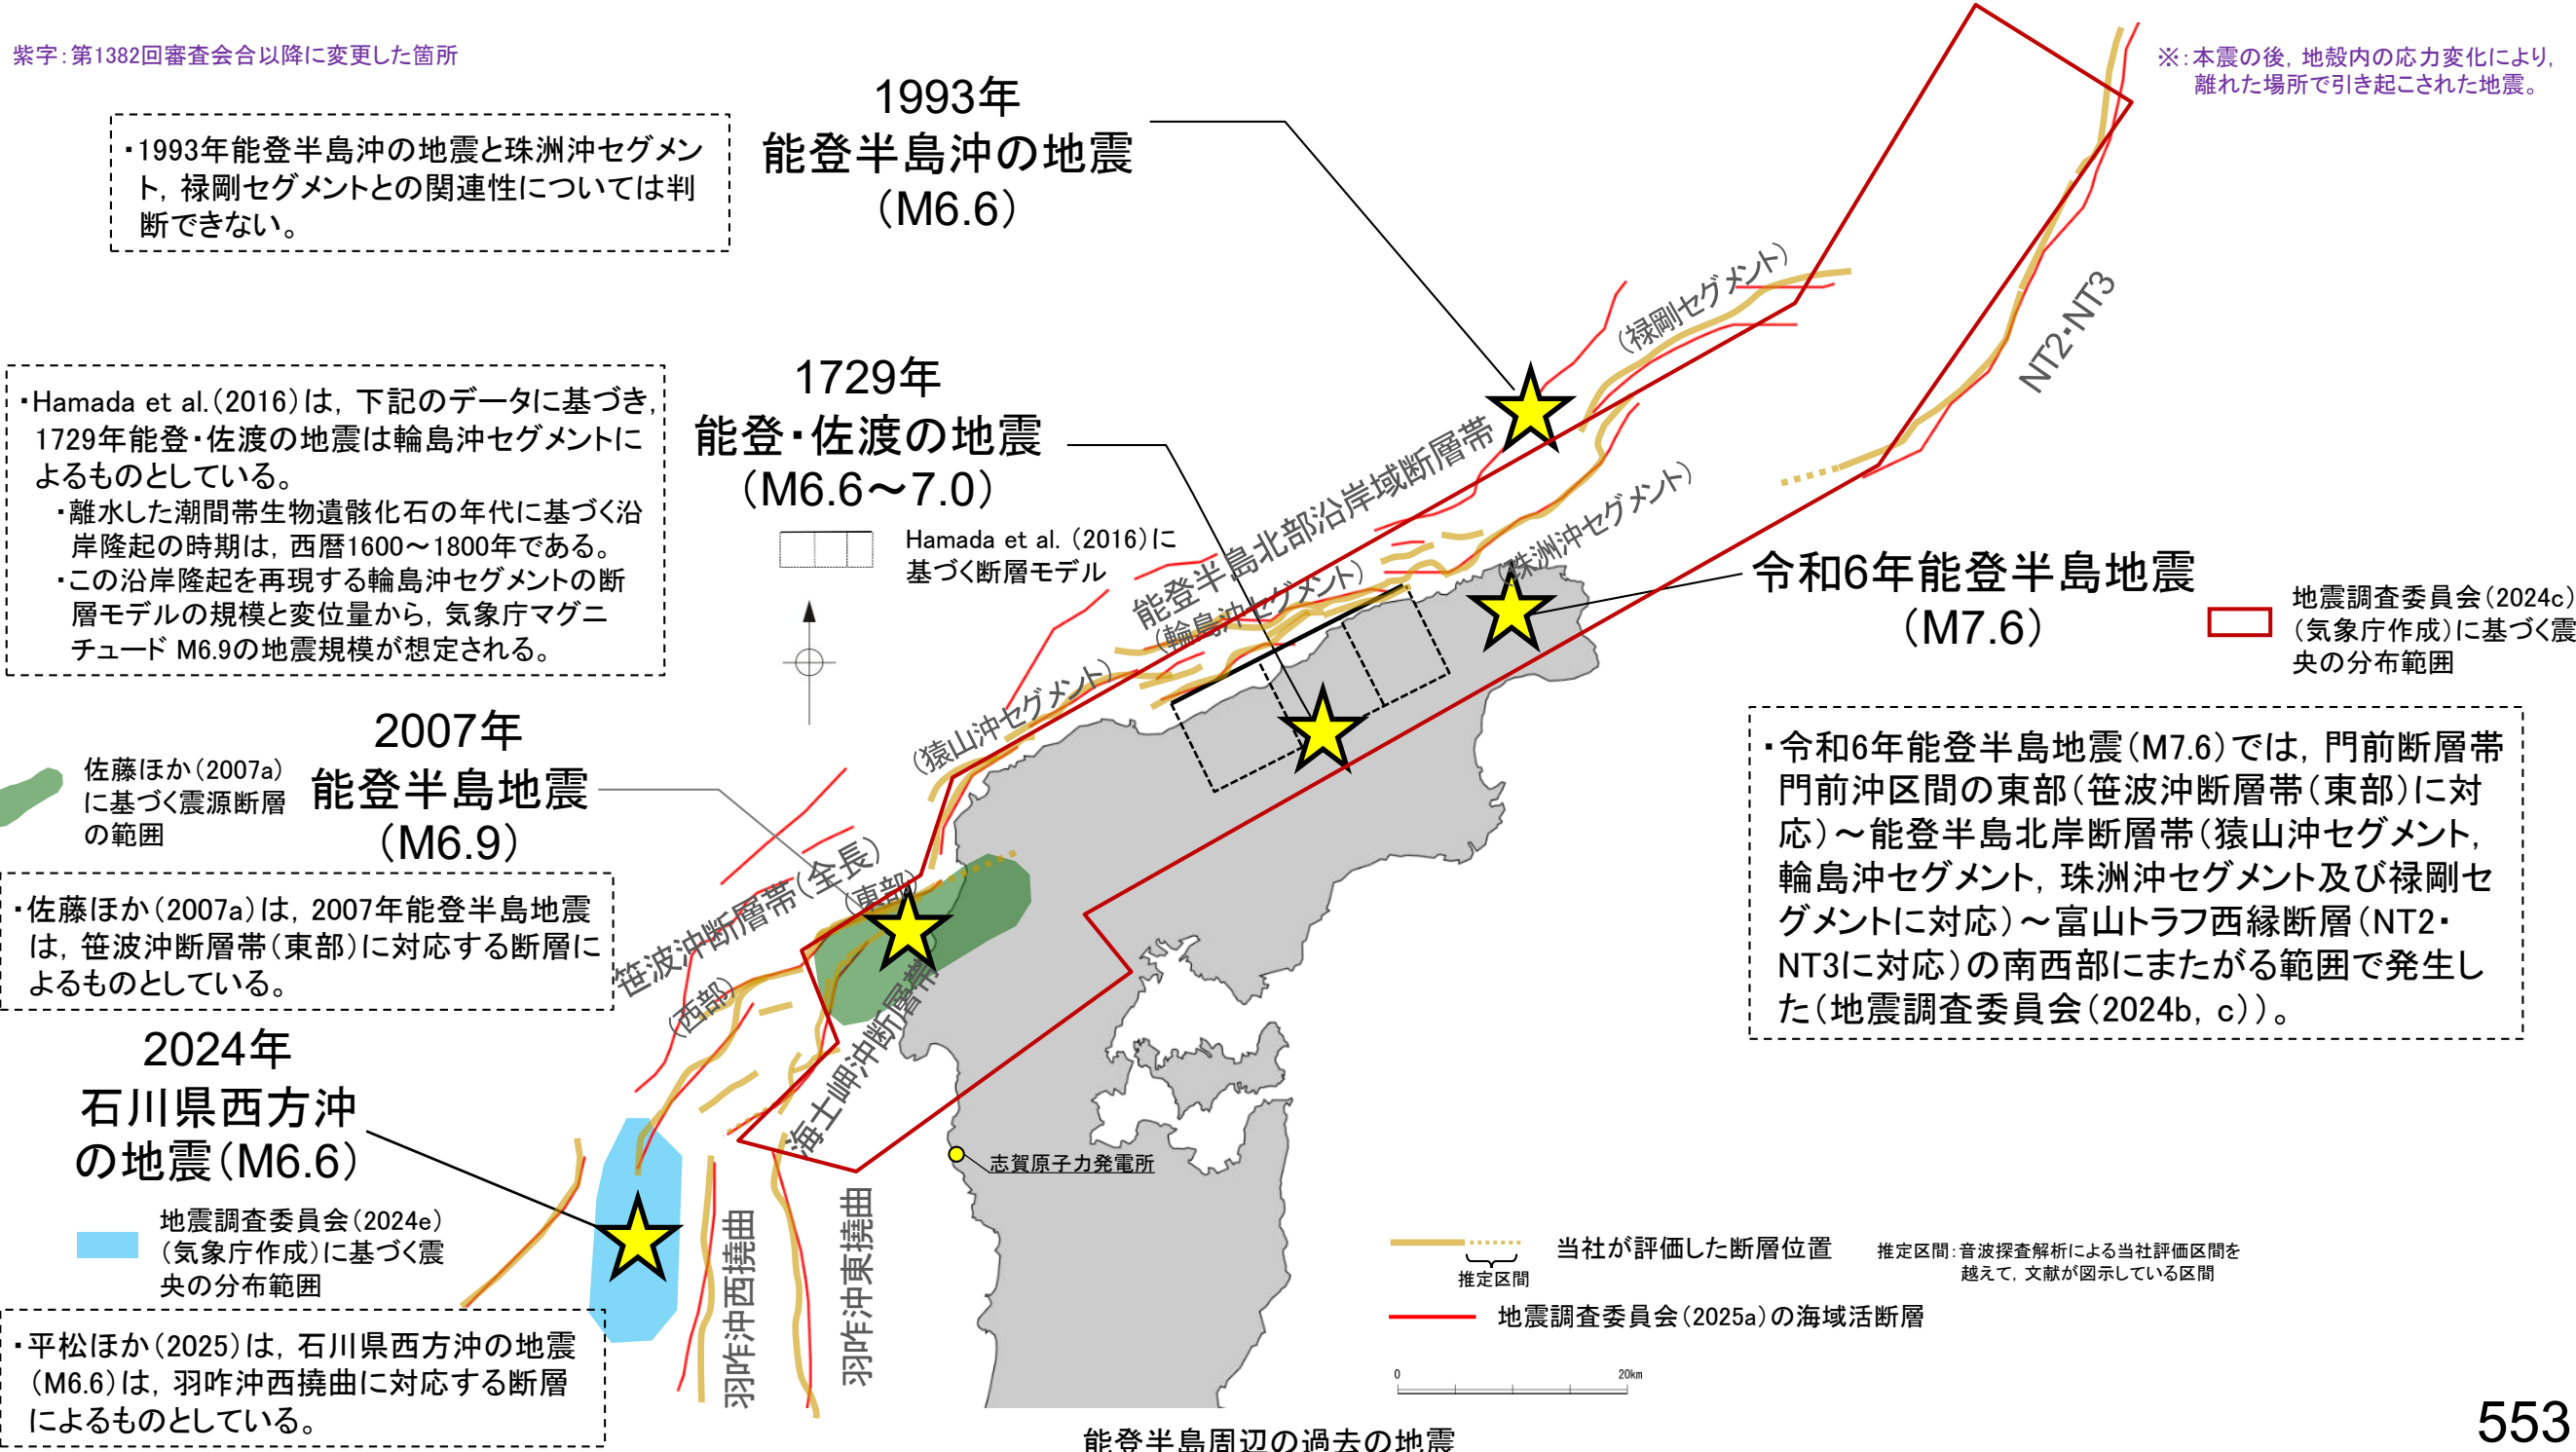 紫字：第1382回審査会合以降に変更した箇所
※：本震の後，地殻内の応力変化により，
離れた場所で引き起こされた地震。
・1993年能登半島沖の地震と珠洲沖セグメン
ト，禄剛セグメントとの関連性については判
断できない。
1993年
能登半島沖の地震
（M6.6）
・Hamada et al.（2016）は，下記のデータに基づき，
1729年能登・佐渡の地震は輪島沖セグメントに
よるものとしている。
・離水した潮間帯生物遺骸化石の年代に基づく沿
岸隆起の時期は，西暦1600～1800年である。
・この沿岸隆起を再現する輪島沖セグメントの断
層モデルの規模と変位量から，気象庁マグニ
チュード M6.9の地震規模が想定される。
1729年
能登・佐渡の地震
（M6.6～7.0）
Hamada et al. （2016）に
基づく断層モデル
（禄剛セグメント）
NT2・NT3
能登半島北部沿岸域断層帯
（珠洲沖セグメント）
（輪島沖セグメント）
（猿山沖セグメント）
令和6年能登半島地震
（M7.6）
地震調査委員会（2024c）
（気象庁作成）に基づく震
央の分布範囲
・令和6年能登半島地震（M7.6）では，門前断層帯
門前沖区間の東部（笹波沖断層帯（東部）に対
応）～能登半島北岸断層帯（猿山沖セグメント，
輪島沖セグメント，珠洲沖セグメント及び禄剛セ
グメントに対応）～富山トラフ西縁断層（NT2・
NT3に対応）の南西部にまたがる範囲で発生し
た（地震調査委員会（2024b，c））。
佐藤ほか（2007a）
に基づく震源断層
の範囲
2007年
能登半島地震
（M6.9）
・佐藤ほか（2007a）は，2007年能登半島地震
は，笹波沖断層帯（東部）に対応する断層に
よるものとしている。
笹波沖断層帯（全長）
（東部）
（西部）
海士岬沖断層帯
2024年
石川県西方沖
の地震（M6.6）
地震調査委員会（2024e）
（気象庁作成）に基づく震
央の分布範囲
・平松ほか（2025）は，石川県西方沖の地震
（M6.6）は，羽咋沖西撓曲に対応する断層
によるものとしている。
羽咋沖西撓曲
羽咋沖東撓曲
志賀原子力発電所
当社が評価した断層位置
推定区間
推定区間：音波探査解析による当社評価区間を
越えて，文献が図示している区間
地震調査委員会（2025a）の海域活断層
0 20km
能登半島周辺の過去の地震
553